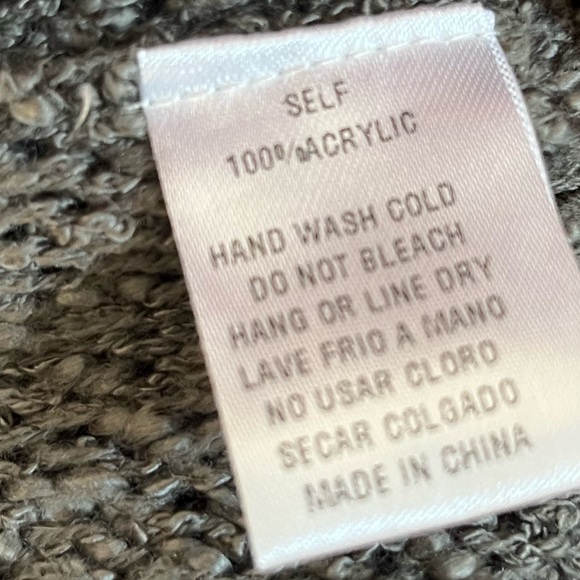 SELF
100%ACRYLIC
HAND WASH COLD
DO NOT BLEACH
HANG OR LINE DRY
LAVE FRIO A MANO
NO USAR CLORO
SECAR COLGADO
MADE IN CHINA